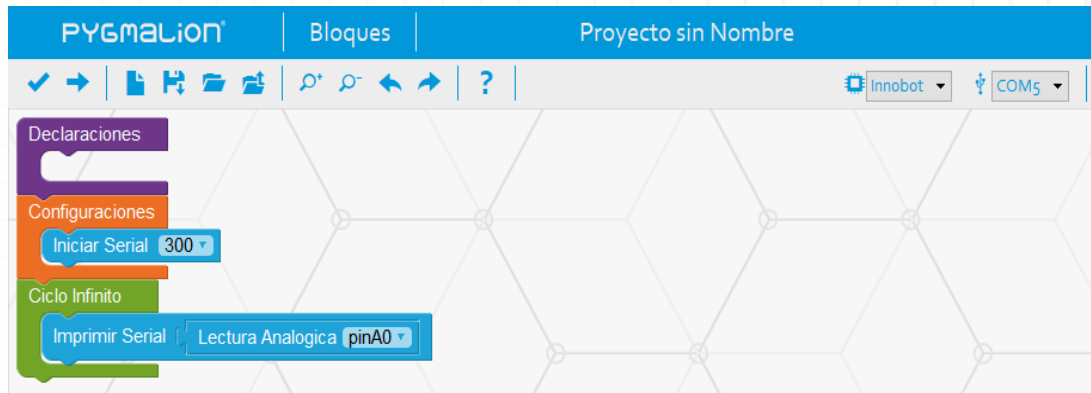 PYGMALION® Bloques Proyecto sin Nombre
? Innobot COM5
Declaraciones
Configuraciones
Iniciar Serial 300
Ciclo Infinito
Imprimir Serial Lectura Analogica pinA0